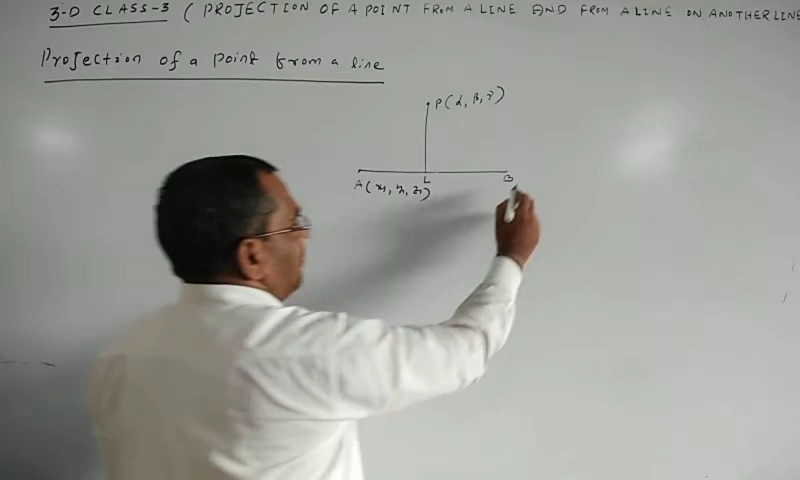 3-D CLASS-3 ( PROJECTION OF A POINT FROM A LINE AND FROM A LINE ON ANOTHER LINE
Projection of a point from a line
P(α, β, γ)
L
B
A(x1, y1, z1)